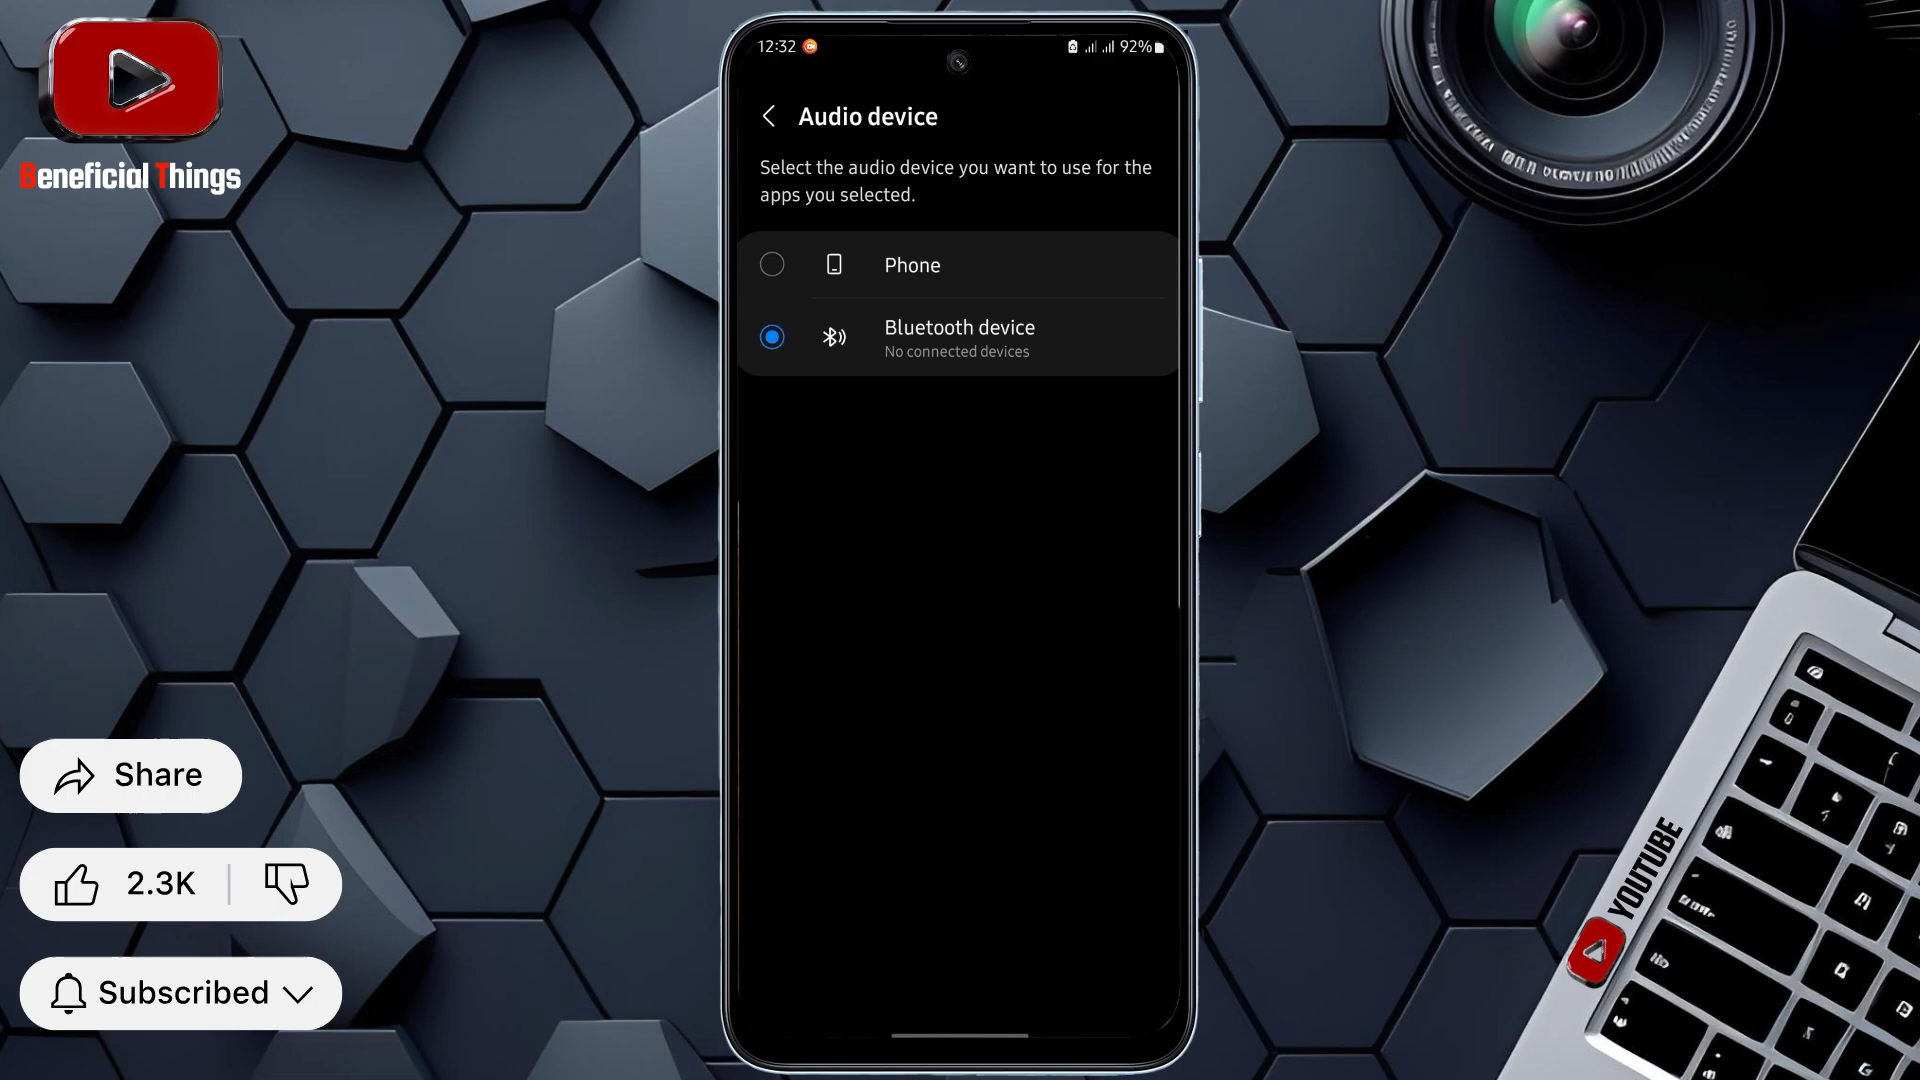 Beneficial Things
12:32
92%
Audio device
Select the audio device you want to use for the
apps you selected.
Phone
Bluetooth device
No connected devices
Share
2.3K
Subscribed
YOUTUBE